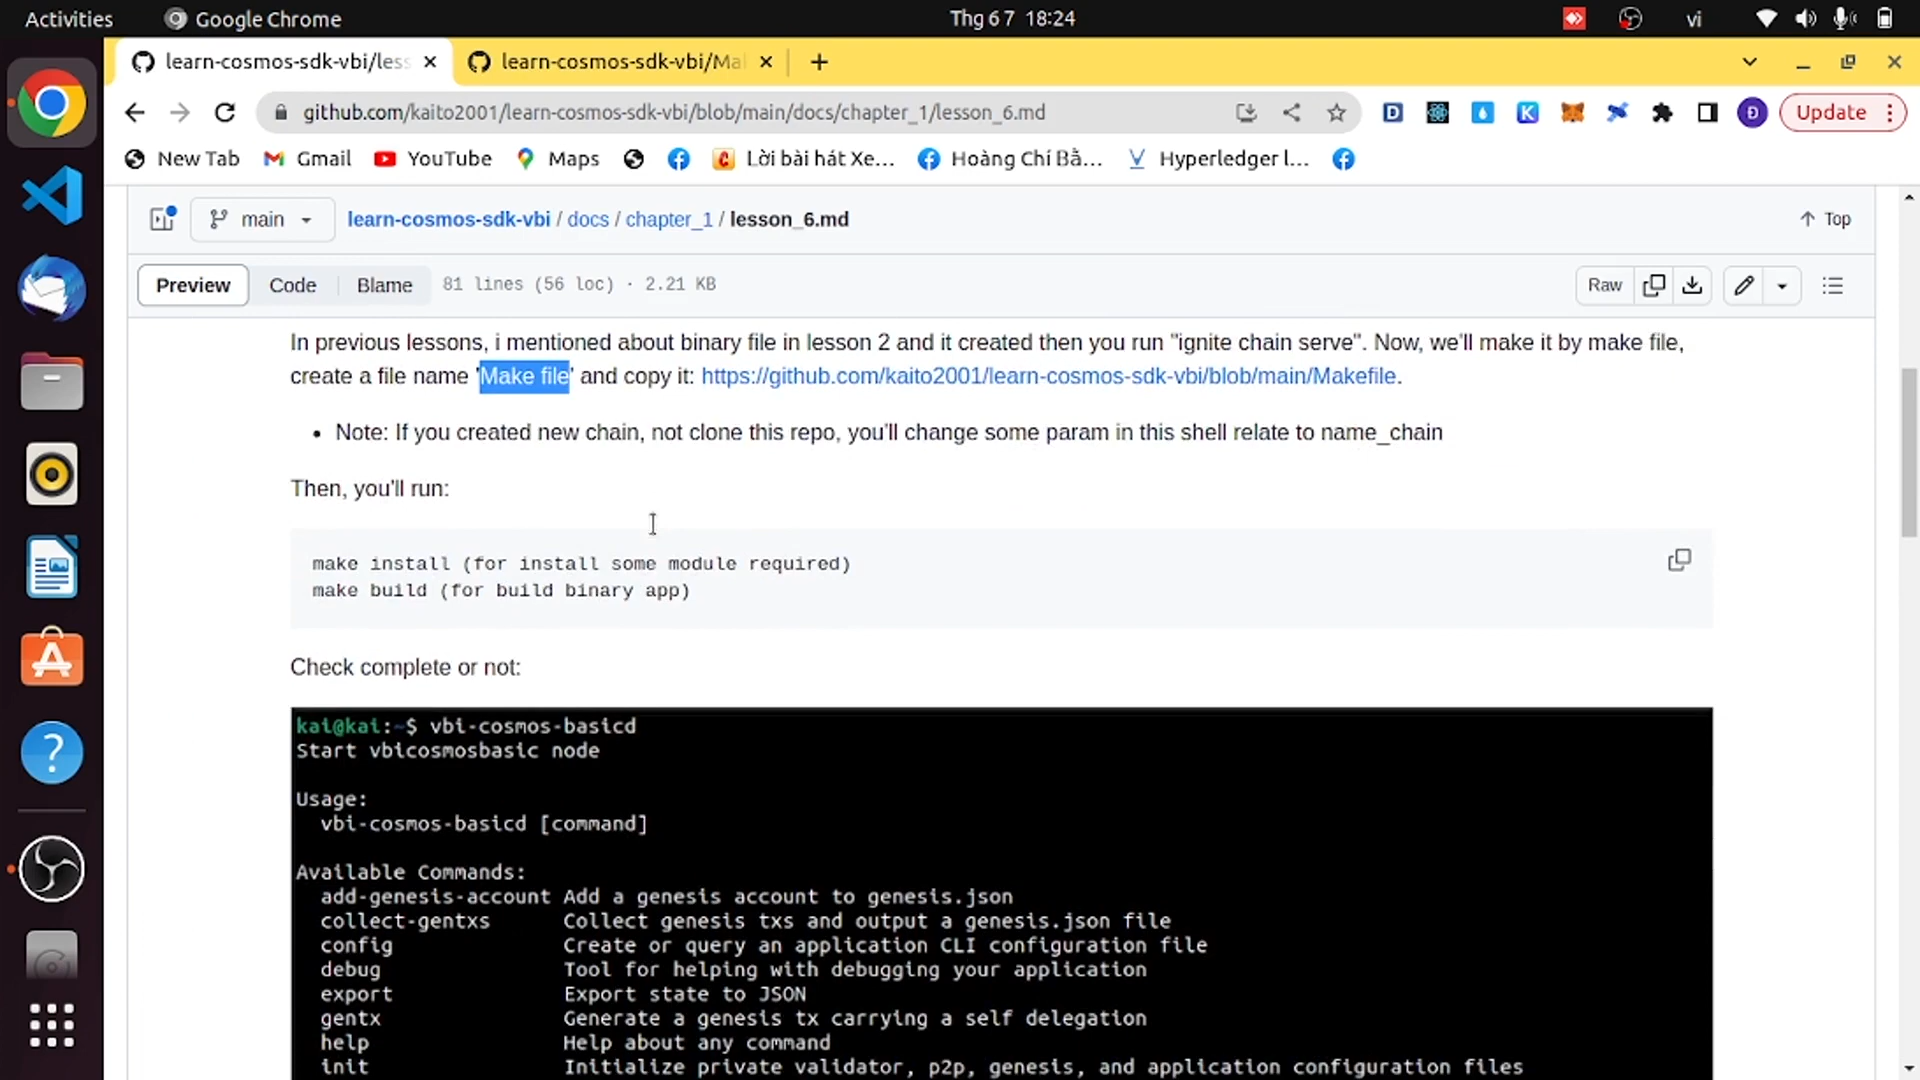 Activities
Google Chrome
Thg 6 7 18:24
vi
learn-cosmos-sdk-vbi/less
learn-cosmos-sdk-vbi/Mal
github.com/kaito2001/learn-cosmos-sdk-vbi/blob/main/docs/chapter_1/lesson_6.md
Update
New Tab
Gmail
YouTube
Maps
Lời bài hát Xe...
Hoàng Chí Bằ...
Hyperledger l...
main
learn-cosmos-sdk-vbi / docs / chapter_1 / lesson_6.md
Top
Preview
Code
Blame
81 lines (56 loc) · 2.21 KB
Raw
In previous lessons, i mentioned about binary file in lesson 2 and it created then you run "ignite chain serve". Now, we'll make it by make file,
create a file name 'Make file' and copy it: https://github.com/kaito2001/learn-cosmos-sdk-vbi/blob/main/Makefile.
• Note: If you created new chain, not clone this repo, you'll change some param in this shell relate to name_chain
Then, you'll run:
make install (for install some module required)
make build (for build binary app)
Check complete or not:
kai@kai:~$ vbi-cosmos-basicd
Start vbicosmosbasic node
Usage:
vbi-cosmos-basicd [command]
Available Commands:
add-genesis-account Add a genesis account to genesis.json
collect-gentxs Collect genesis txs and output a genesis.json file
config Create or query an application CLI configuration file
debug Tool for helping with debugging your application
export Export state to JSON
gentx Generate a genesis tx carrying a self delegation
help Help about any command
init Initialize private validator, p2p, genesis, and application configuration files